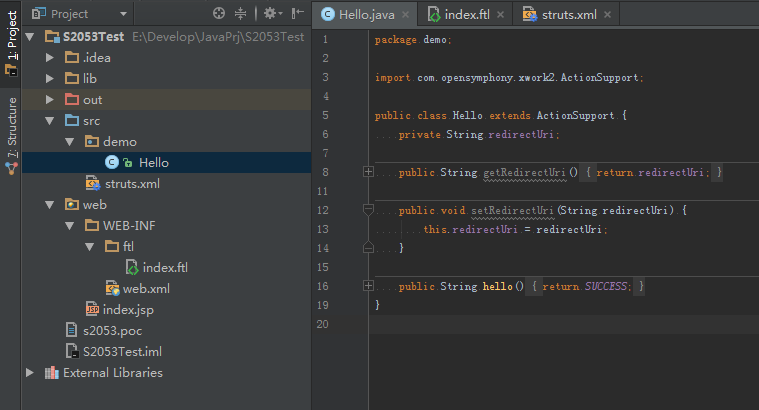 Project
Hello.java
index.ftl
struts.xml
1: Project
7: Structure
S2053Test E:\Develop\JavaPrj\S2053Test
.idea
lib
out
src
demo
Hello
struts.xml
web
WEB-INF
ftl
index.ftl
web.xml
index.jsp
s2053.poc
S2053Test.iml
External Libraries
1 package demo;
2
3 import com.opensymphony.xwork2.ActionSupport;
4
5 public class Hello extends ActionSupport {
6 private String redirectUri;
7
8 public String getRedirectUri() { return redirectUri; }
11
12 public void setRedirectUri(String redirectUri) {
13 this.redirectUri = redirectUri;
14 }
15
16 public String hello() { return SUCCESS; }
19 }
20